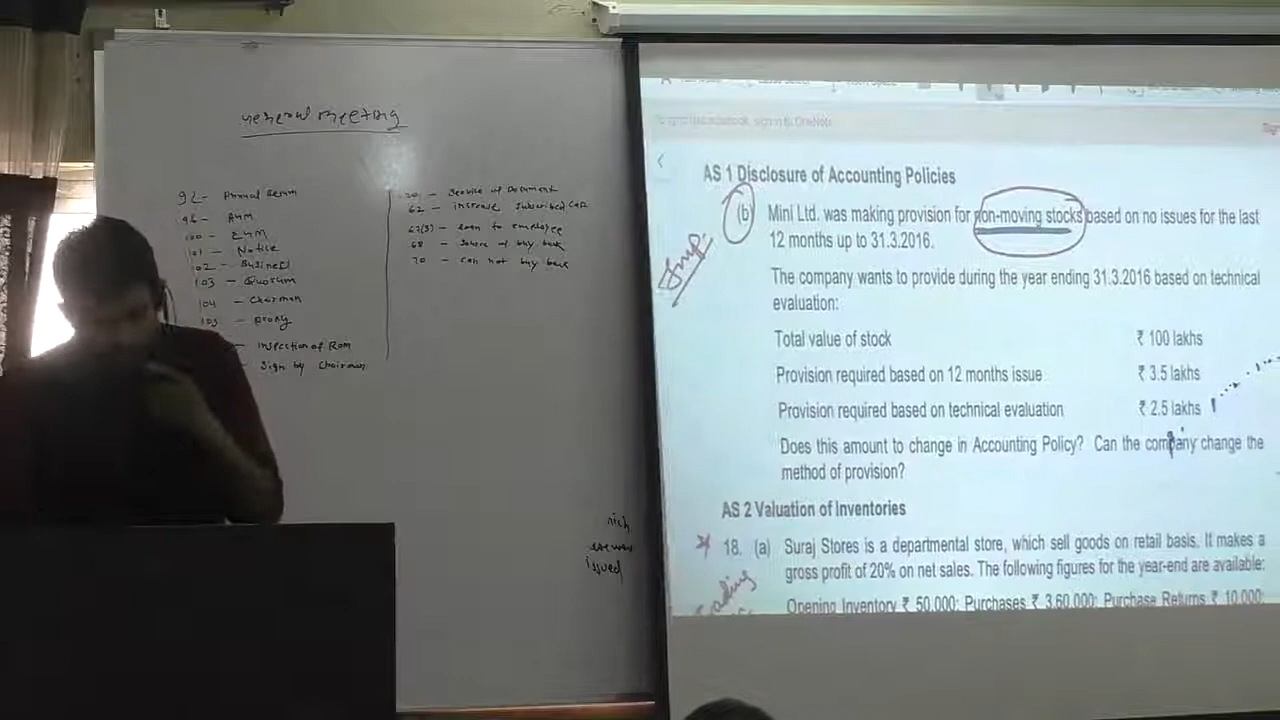 General Meeting
92- Annual Return
96 - AGM
100 - EGM
101 - Notice
102 - Business
103 - Quorum
104 - Chairman
105 - Proxy
- Inspection of Rom
- Sign by Chairman
20 - Service of Document
62 - increase Subscribed Cap
67(3) - Loan to employee
68 - Source of buy back
70 - Can not buy back
issued
to OneNote
AS 1 Disclosure of Accounting Policies
Imp.
(b) Mini Ltd. was making provision for non-moving stocks based on no issues for the last
12 months up to 31.3.2016.
The company wants to provide during the year ending 31.3.2016 based on technical
evaluation:
Total value of stock ₹ 100 lakhs
Provision required based on 12 months issue ₹ 3.5 lakhs
Provision required based on technical evaluation ₹ 2.5 lakhs
Does this amount to change in Accounting Policy? Can the company change the
method of provision?
AS 2 Valuation of Inventories
18. (a) Suraj Stores is a departmental store, which sell goods on retail basis. It makes a
gross profit of 20% on net sales. The following figures for the year-end are available:
Opening Inventory ₹ 50,000; Purchases ₹ 3,60,000; Purchase Returns ₹ 10,000;